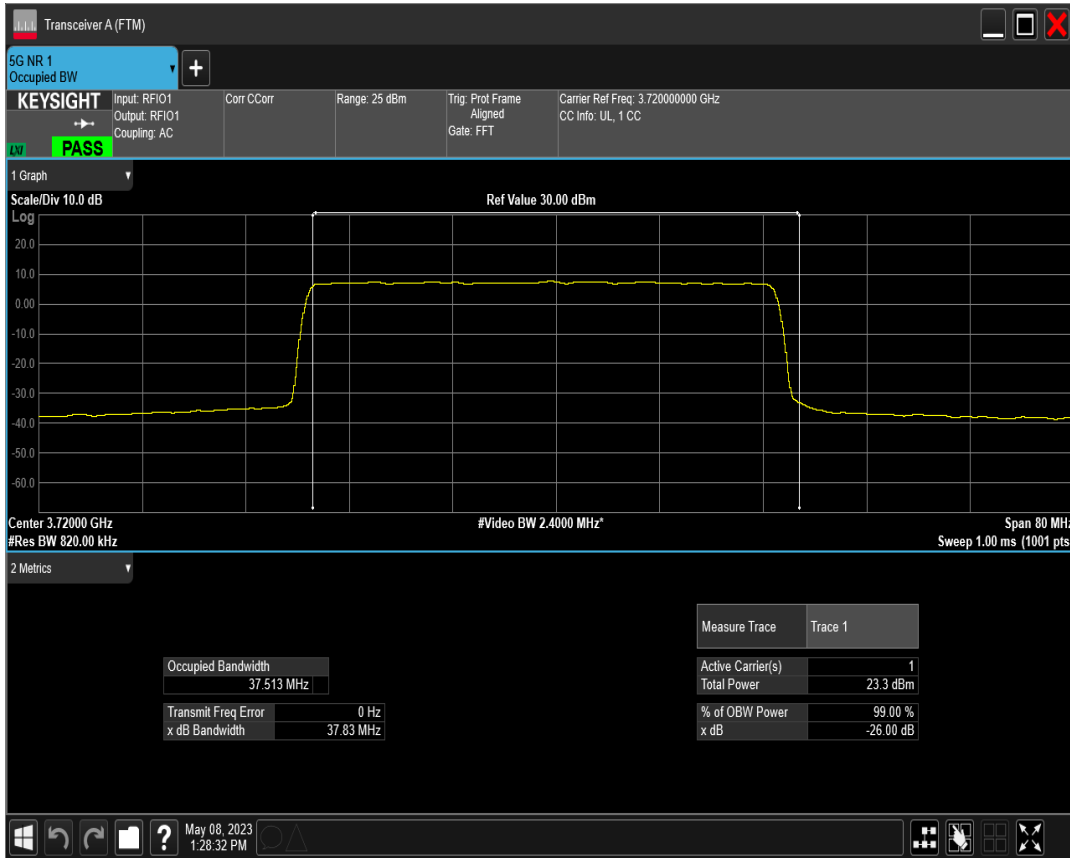 Transceiver A (FTM)
5G NR 1
Occupied BW
+
KEYSIGHT
LXI
PASS
Input: RFIO1
Output: RFIO1
Coupling: AC
Corr CCorr
Range: 25 dBm
Trig: Prot Frame
Aligned
Gate: FFT
Carrier Ref Freq: 3.720000000 GHz
CC Info: UL, 1 CC
1 Graph
Scale/Div 10.0 dB
Ref Value 30.00 dBm
Log
20.0
10.0
0.00
-10.0
-20.0
-30.0
-40.0
-50.0
-60.0
Center 3.72000 GHz
#Video BW 2.4000 MHz*
Span 80 MHz
#Res BW 820.00 kHz
Sweep 1.00 ms (1001 pts
2 Metrics
Measure Trace Trace 1
Occupied Bandwidth
37.513 MHz
Active Carrier(s) 1
Total Power 23.3 dBm
Transmit Freq Error 0 Hz
x dB Bandwidth 37.83 MHz
% of OBW Power 99.00 %
x dB -26.00 dB
?
May 08, 2023
1:28:32 PM